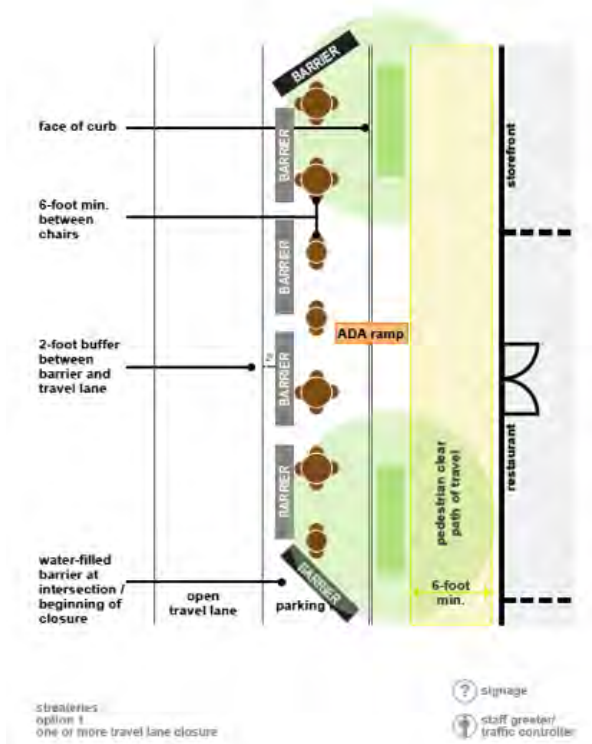 BARRIER
face of curb
BARRIER
storefront
6-foot min.
between
chairs
BARRIER
ADA ramp
2-foot buffer
between
barrier and
travel lane
BARRIER
restaurant
pedestrian clear
path of travel
BARRIER
water-filled
barrier at
intersection /
beginning of
closure
open
travel lane
parking
BARRIER
6-foot
min.
streateries
option 1
one or more travel lane closure
? signage
staff greeter/
traffic controller